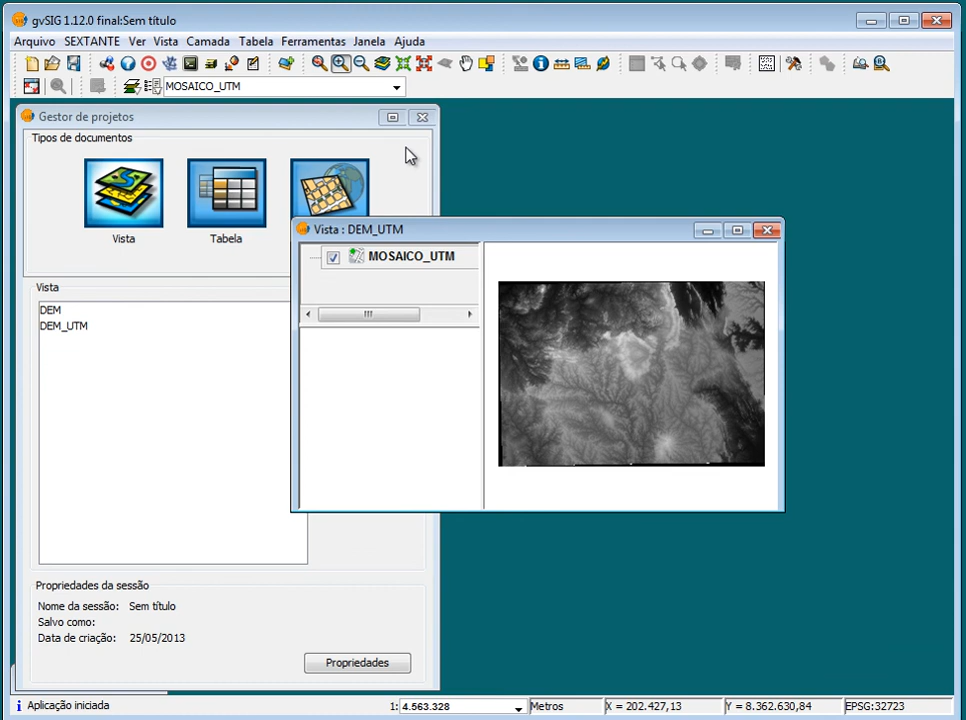 gvSIG 1.12.0 final:Sem título
Arquivo SEXTANTE Ver Vista Camada Tabela Ferramentas Janela Ajuda
MOSAICO_UTM
Gestor de projetos
Tipos de documentos
Vista Tabela
Vista : DEM_UTM
MOSAICO_UTM
Vista
DEM
DEM_UTM
Propriedades da sessão
Nome da sessão: Sem título
Salvo como:
Data de criação: 25/05/2013
Propriedades
Aplicação iniciada 1: 4.563.328 Metros X = 202.427,13 Y = 8.362.630,84 EPSG:32723